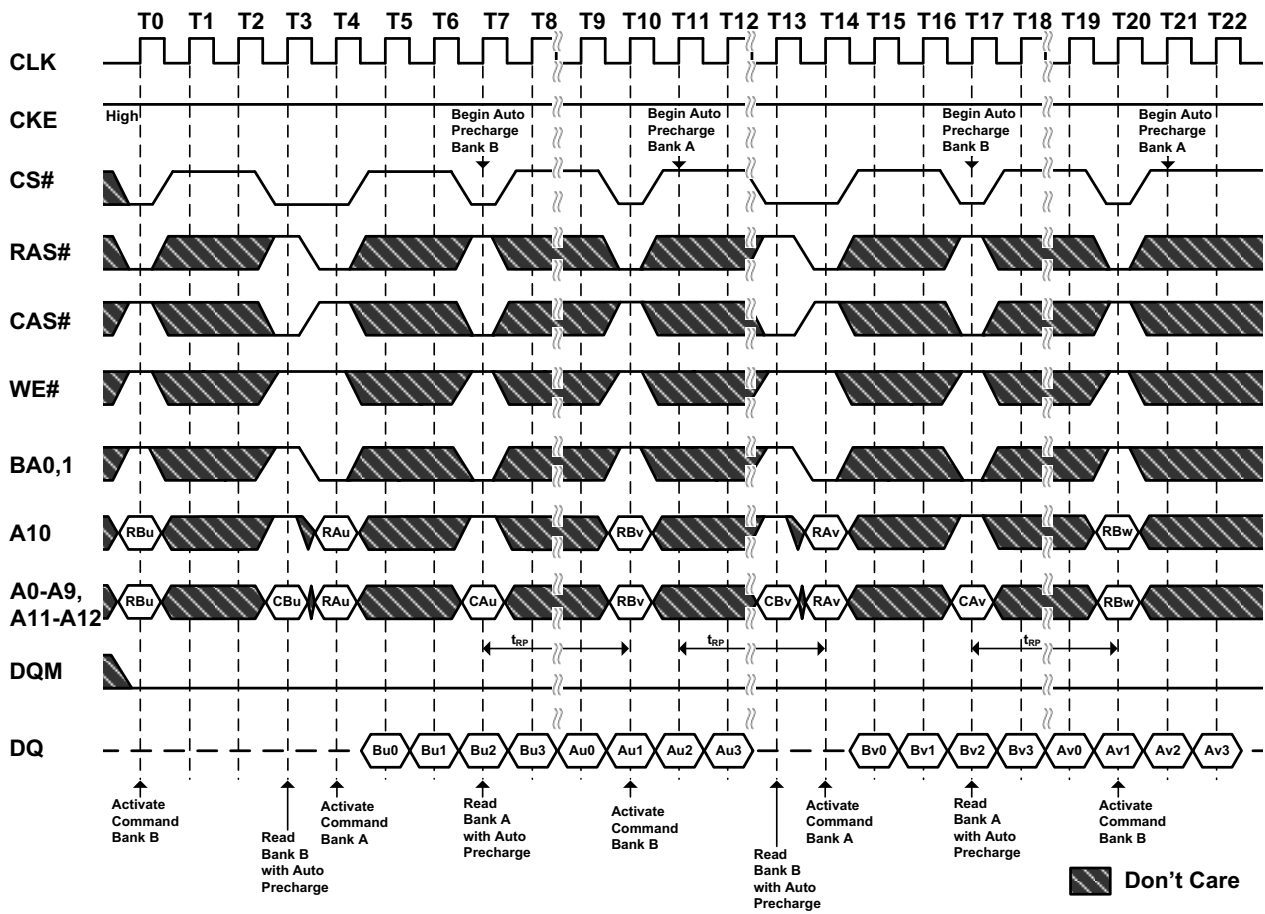 T0 T1 T2 T3 T4 T5 T6 T7 T8 T9 T10 T11 T12 T13 T14 T15 T16 T17 T18 T19 T20 T21 T22
CLK
CKE
High
Begin Auto
Precharge
Bank B
Begin Auto
Precharge
Bank A
Begin Auto
Precharge
Bank B
Begin Auto
Precharge
Bank A
CS#
RAS#
CAS#
WE#
BA0,1
A10
RBu RAu RBv RAv RBw
A0-A9,
A11-A12
RBu CBu RAu CAu RBv CBv RAv CAv RBw
tRP tRP tRP
DQM
DQ
Bu0 Bu1 Bu2 Bu3 Au0 Au1 Au2 Au3 Bv0 Bv1 Bv2 Bv3 Av0 Av1 Av2 Av3
Activate
Command
Bank B
Read
Bank B
with Auto
Precharge
Activate
Command
Bank A
Read
Bank A
with Auto
Precharge
Activate
Command
Bank B
Read
Bank B
with Auto
Precharge
Activate
Command
Bank A
Read
Bank A
with Auto
Precharge
Activate
Command
Bank B
Don't Care